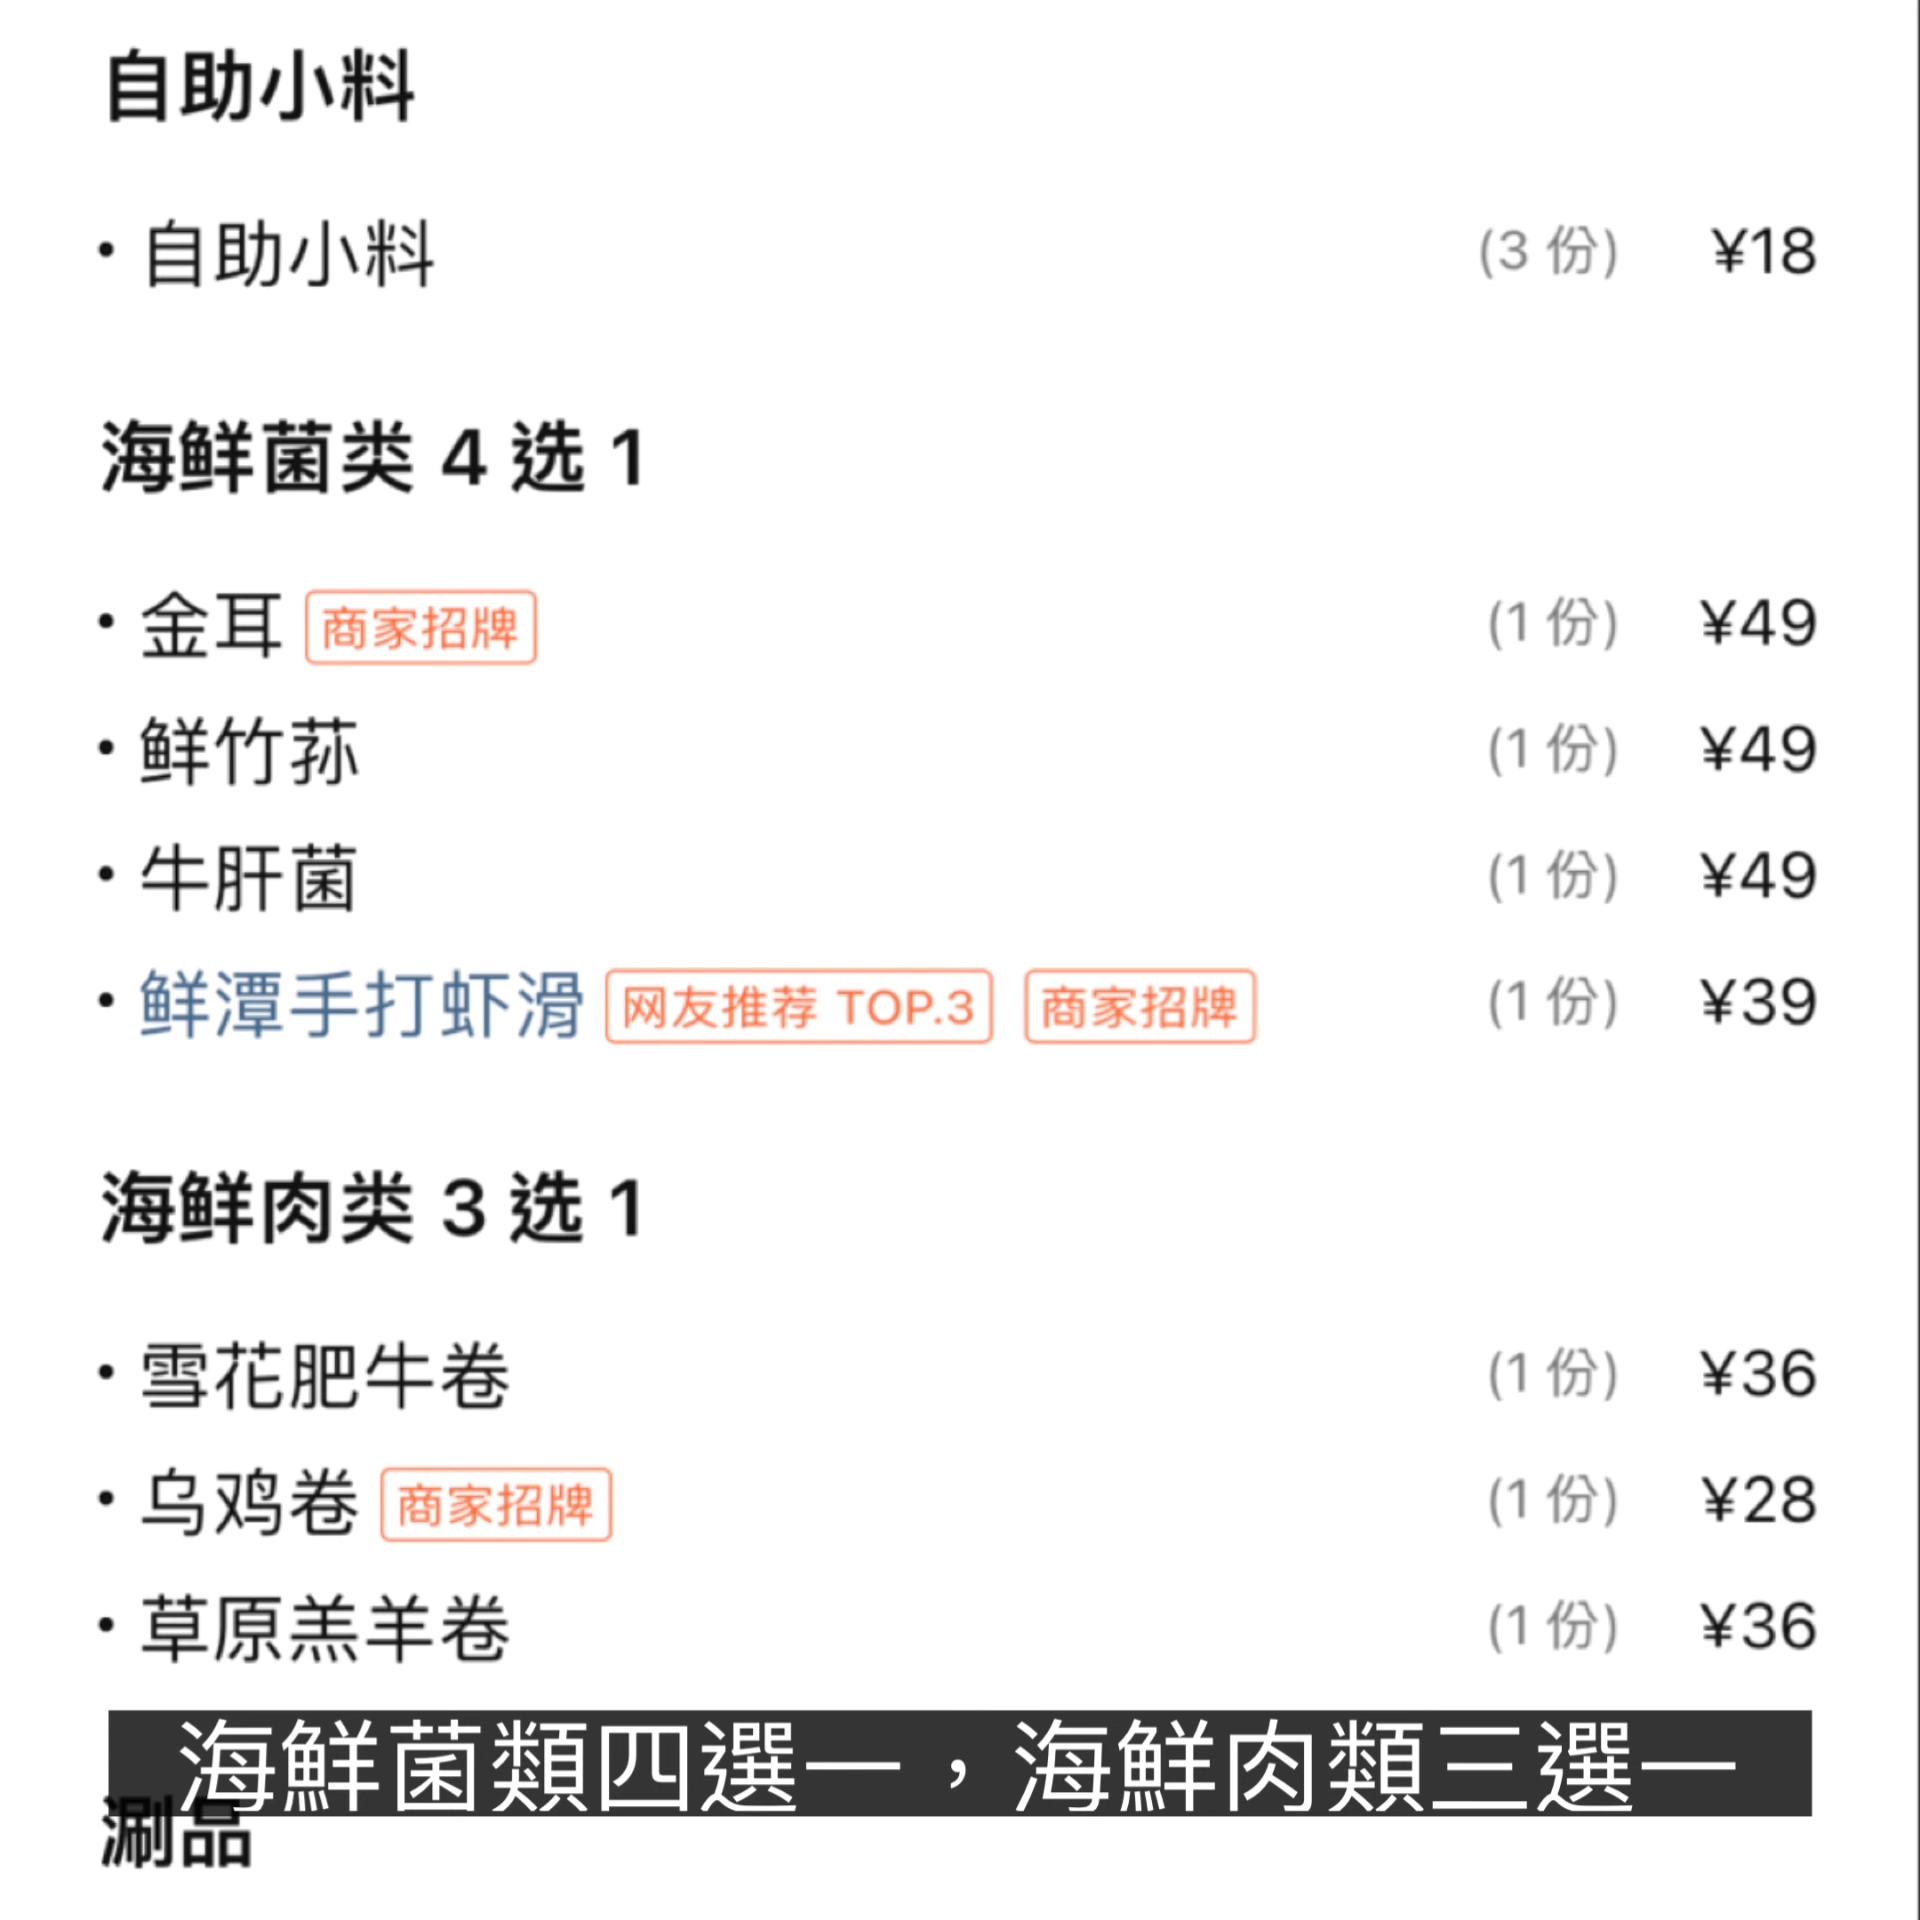 自助小料
• 自助小料 (3 份) ¥18
海鲜菌类 4 选 1
• 金耳 商家招牌 (1 份) ¥49
• 鲜竹荪 (1 份) ¥49
• 牛肝菌 (1 份) ¥49
• 鲜潭手打虾滑 网友推荐 TOP.3 商家招牌 (1 份) ¥39
海鲜肉类 3 选 1
• 雪花肥牛卷 (1 份) ¥36
• 乌鸡卷 商家招牌 (1 份) ¥28
• 草原羔羊卷 (1 份) ¥36
海鮮菌類四選一，海鮮肉類三選一
涮品